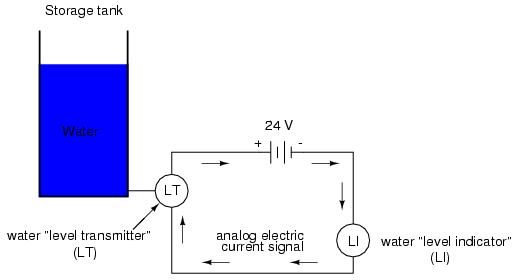 Storage tank
Water
24 V
+ -
LT
water "level transmitter"
(LT)
analog electric
current signal
LI
water "level indicator"
(LI)